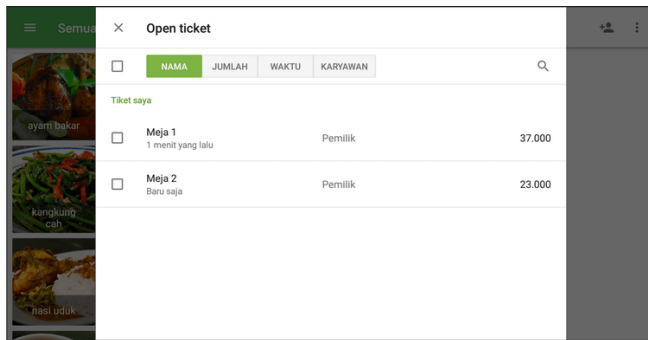 Semua
Open ticket
NAMA JUMLAH WAKTU KARYAWAN
Tiket saya
ayam bakar
Meja 1 Pemilik 37.000
1 menit yang lalu
Meja 2 Pemilik 23.000
Baru saja
kangkung
cah
nasi uduk